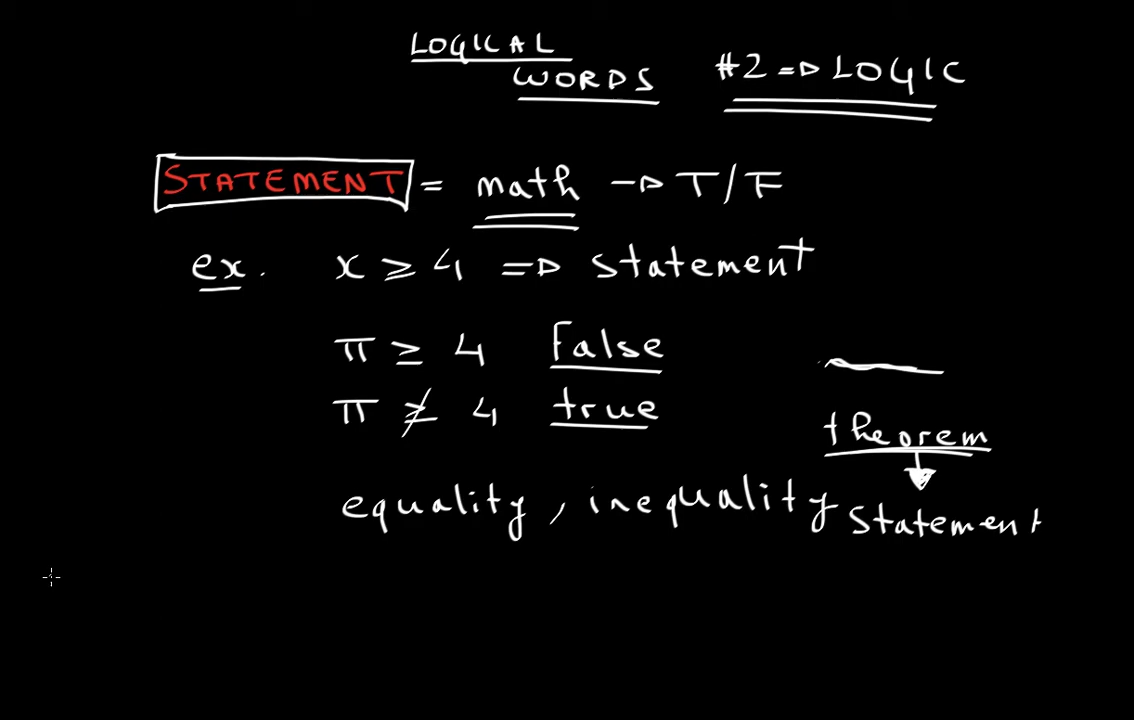 LOGICAL
WORDS #2 => LOGIC
STATEMENT = math → T/F
ex. x ≥ 4 => statement
π ≥ 4 False
π ≱ 4 true
theorem
equality, inequality
statement